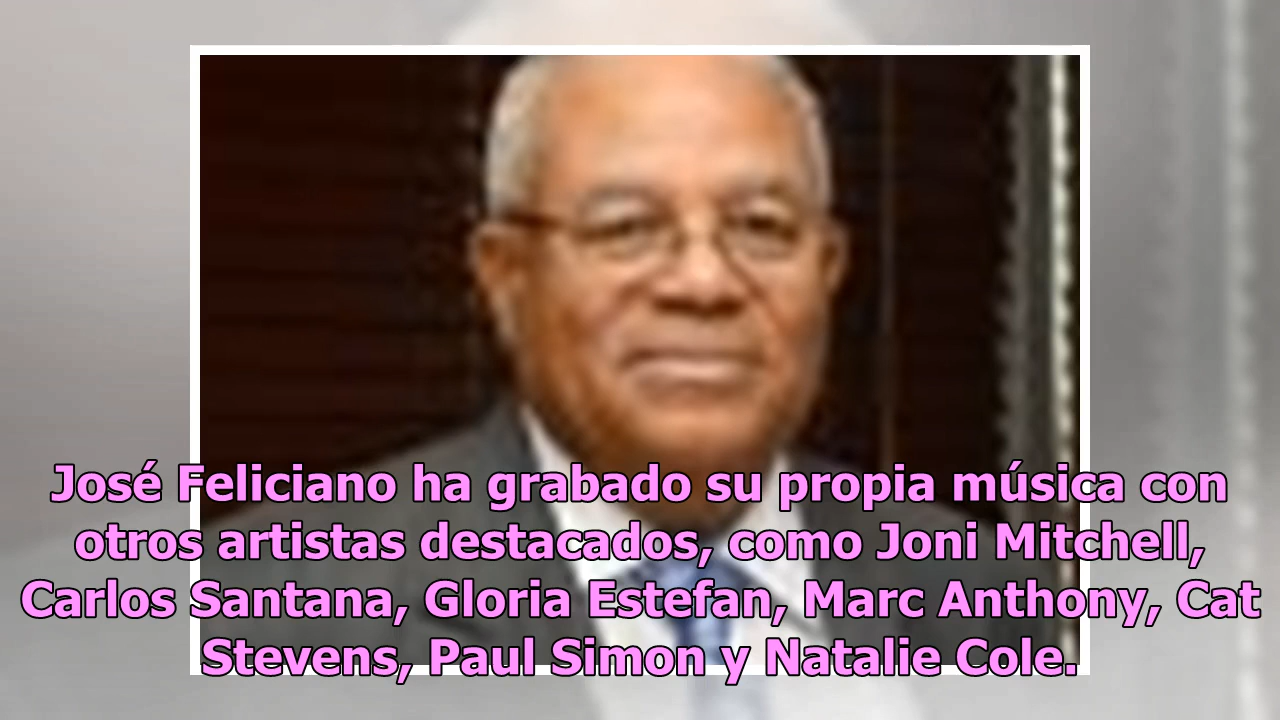 José Feliciano ha grabado su propia música con
otros artistas destacados, como Joni Mitchell,
Carlos Santana, Gloria Estefan, Marc Anthony, Cat
Stevens, Paul Simon y Natalie Cole.